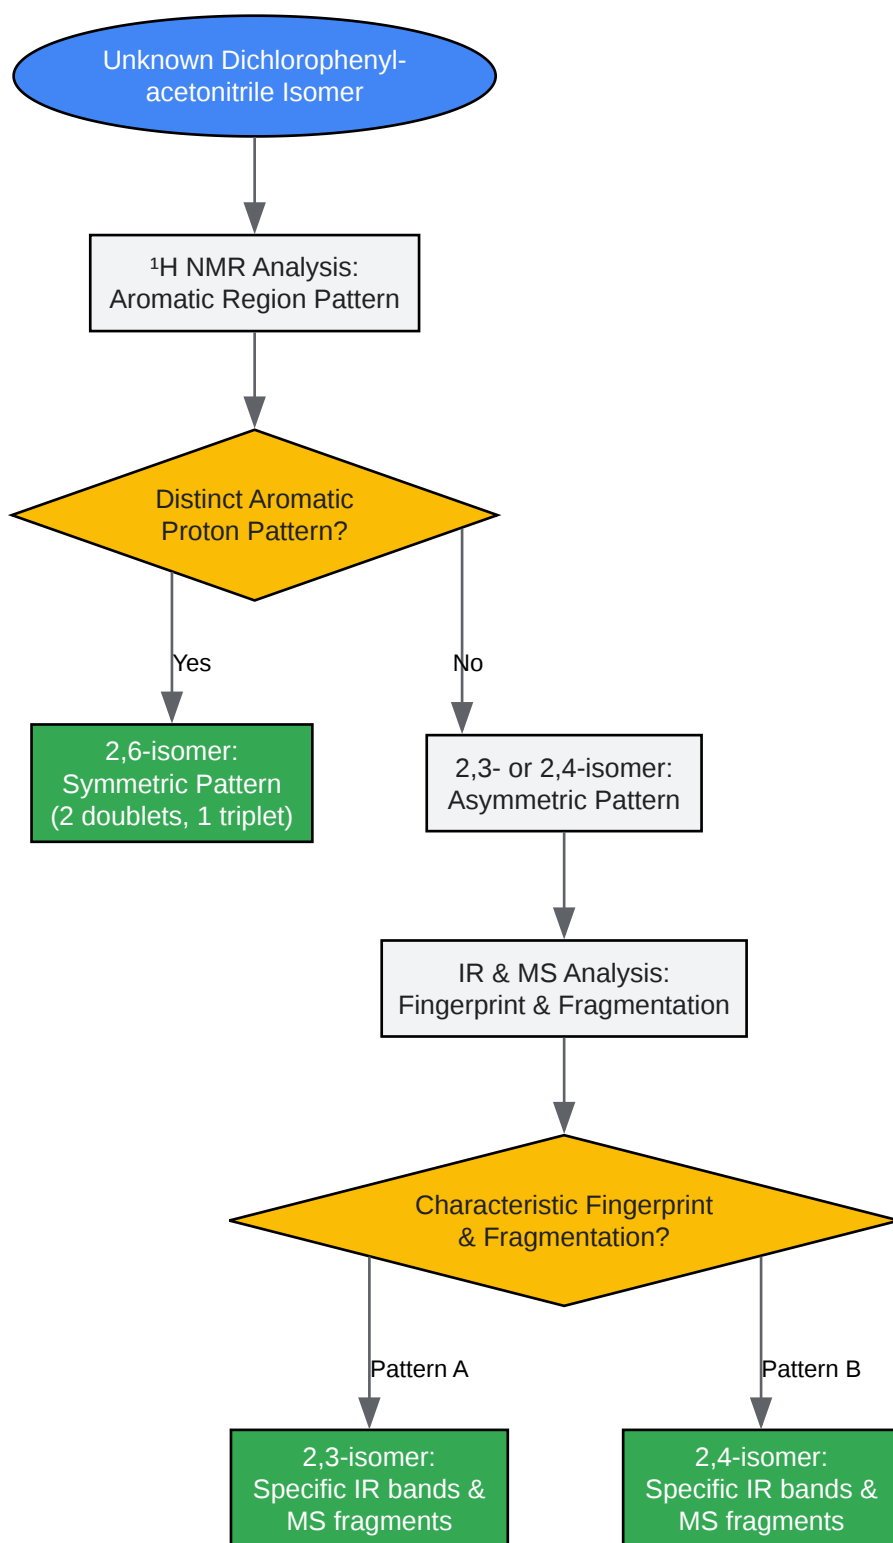 Unknown Dichlorophenyl-
acetonitrile Isomer
¹H NMR Analysis:
Aromatic Region Pattern
Distinct Aromatic
Proton Pattern?
Yes
No
2,6-isomer:
Symmetric Pattern
(2 doublets, 1 triplet)
2,3- or 2,4-isomer:
Asymmetric Pattern
IR & MS Analysis:
Fingerprint & Fragmentation
Characteristic Fingerprint
& Fragmentation?
Pattern A
Pattern B
2,3-isomer:
Specific IR bands &
MS fragments
2,4-isomer:
Specific IR bands &
MS fragments